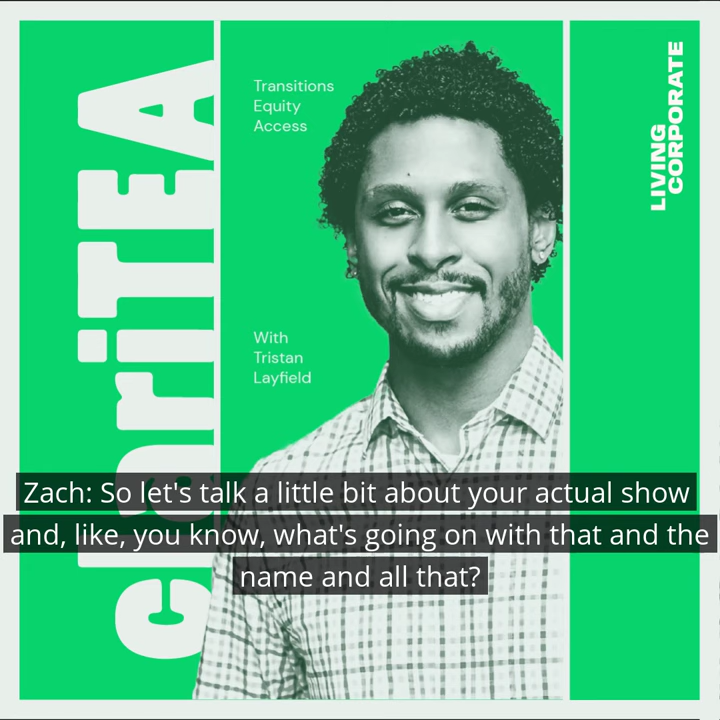 clariTEA
Transitions
Equity
Access
With
Tristan
Layfield
LIVING
CORPORATE
Zach: So let's talk a little bit about your actual show
and, like, you know, what's going on with that and the
name and all that?